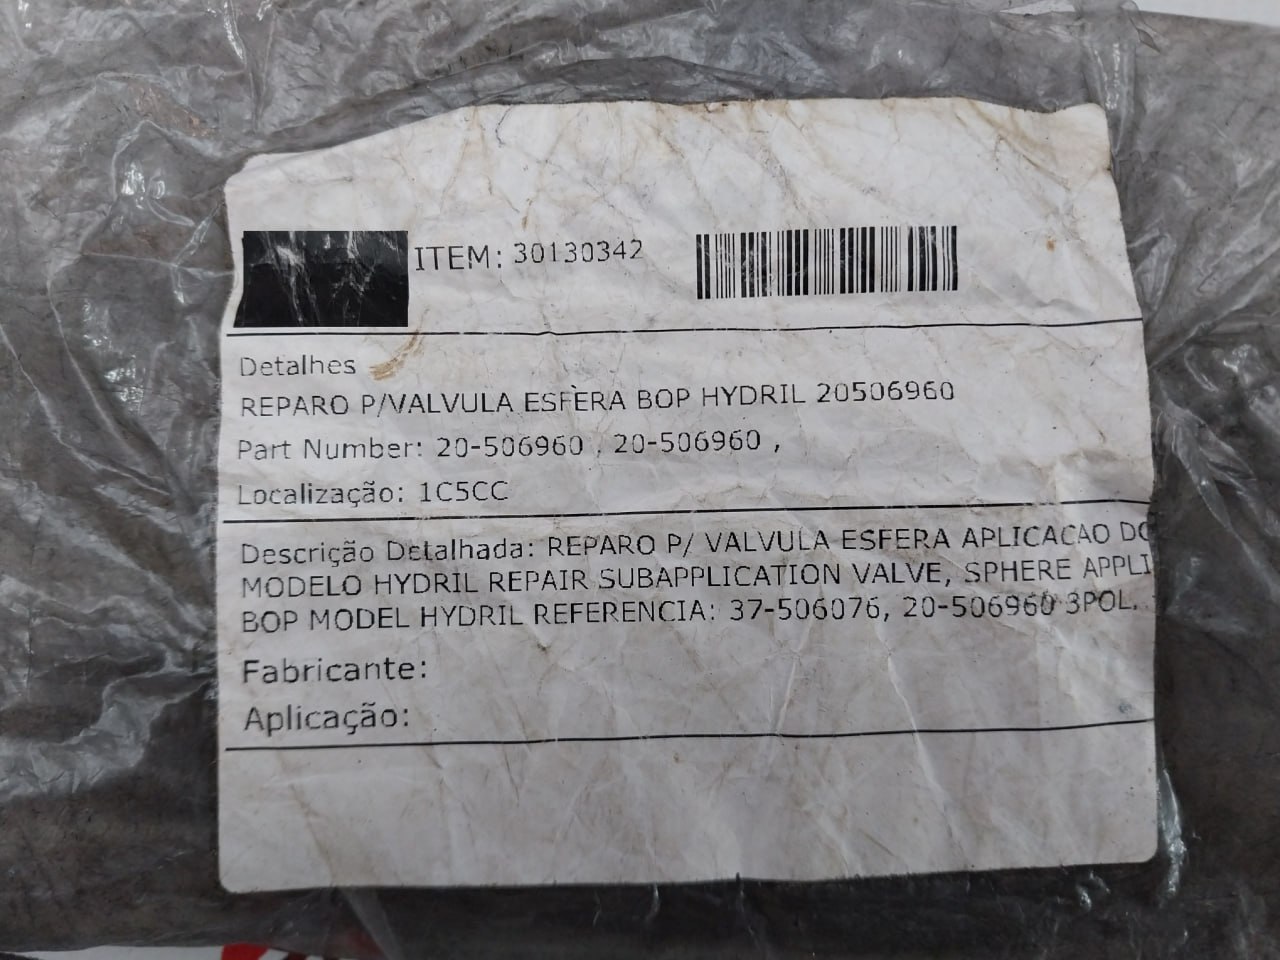 ITEM: 30130342
Detalhes
REPARO P/VALVULA ESFERA BOP HYDRIL 20506960
Part Number: 20-506960 , 20-506960 ,
Localização: 1C5CC
Descrição Detalhada: REPARO P/ VALVULA ESFERA APLICACAO DO
MODELO HYDRIL REPAIR SUBAPPLICATION VALVE, SPHERE APPLI
BOP MODEL HYDRIL REFERENCIA: 37-506076, 20-506960 3POL.
Fabricante:
Aplicação: